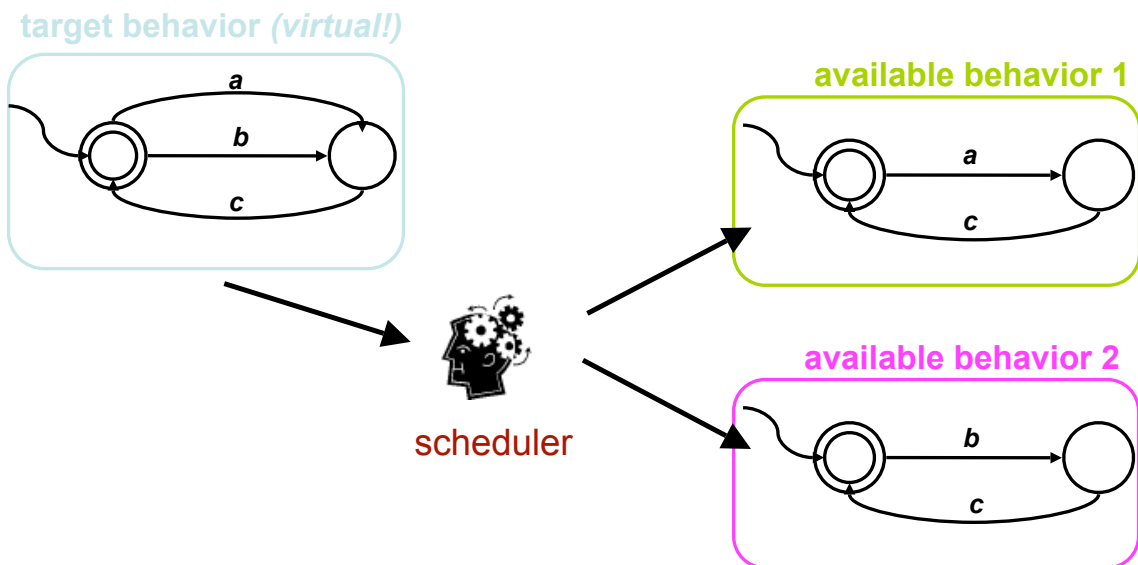 target behavior (virtual!)
a
b
c
available behavior 1
a
c
scheduler
available behavior 2
b
c